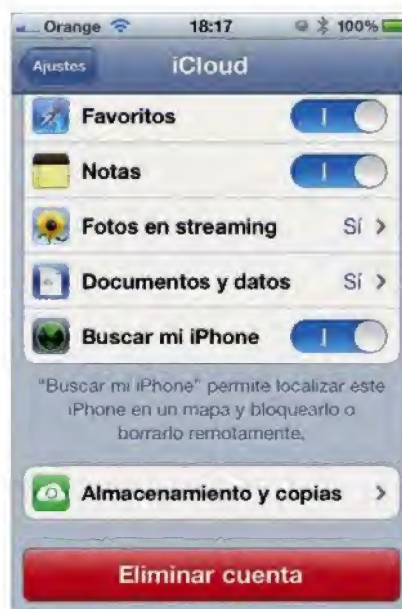 Orange 18:17 100%
Ajustes iCloud
Favoritos
Notas
Fotos en streaming Sí
Documentos y datos Sí
Buscar mi iPhone
"Buscar mi iPhone" permite localizar este
iPhone en un mapa y bloquearlo o
borrarlo remotamente.
Almacenamiento y copias
Eliminar cuenta